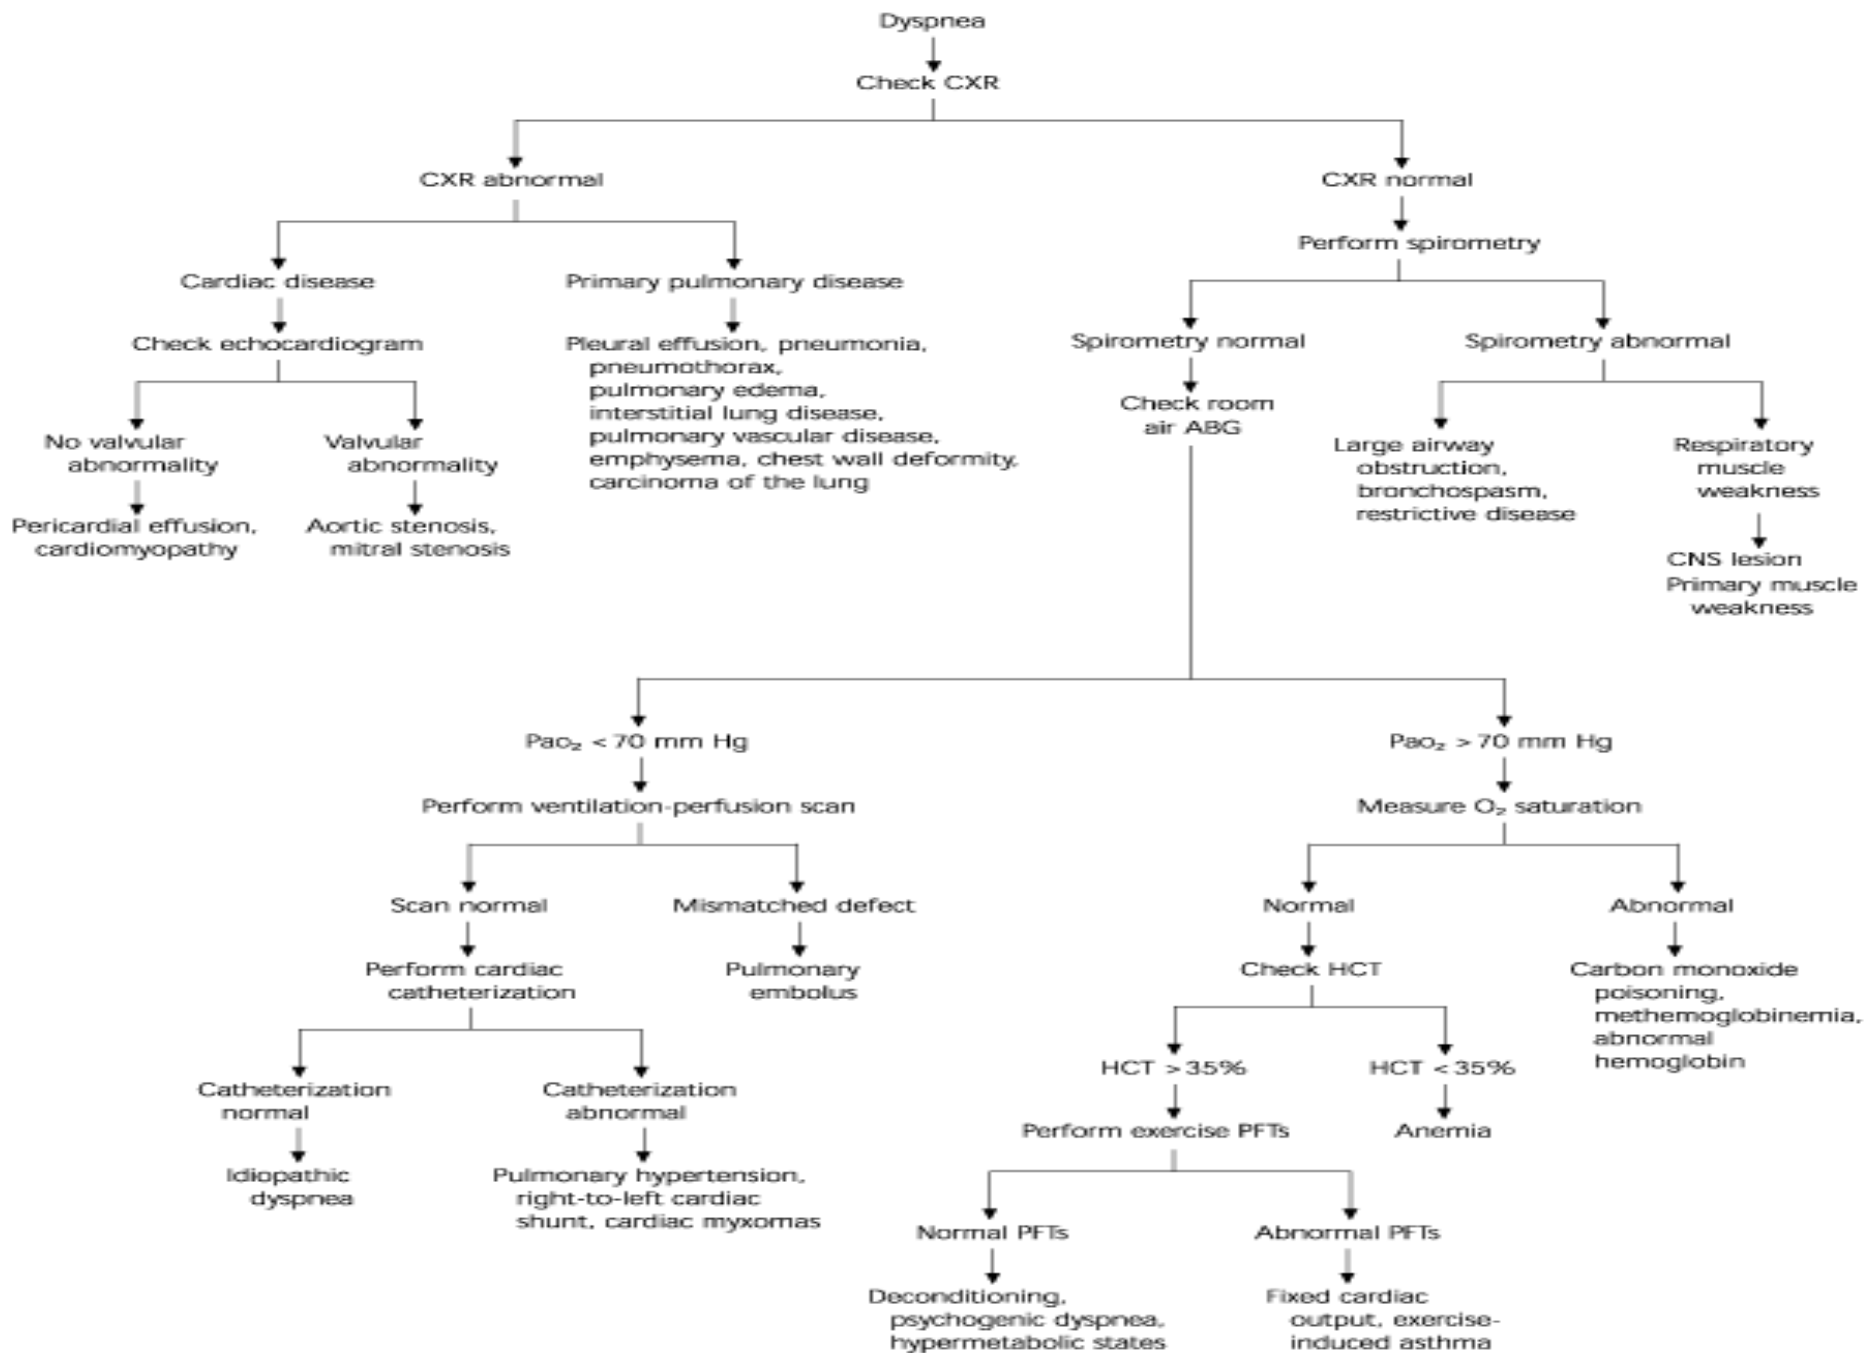 Dyspnea
Check CXR
CXR abnormal
CXR normal
Perform spirometry
Cardiac disease
Primary pulmonary disease
Check echocardiogram
Pleural effusion, pneumonia,
pneumothorax,
pulmonary edema,
interstitial lung disease,
pulmonary vascular disease,
emphysema, chest wall deformity,
carcinoma of the lung
Spirometry normal
Spirometry abnormal
Check room
air ABG
No valvular
abnormality
Valvular
abnormality
Large airway
obstruction,
bronchospasm,
restrictive disease
Respiratory
muscle
weakness
Pericardial effusion,
cardiomyopathy
Aortic stenosis,
mitral stenosis
CNS lesion
Primary muscle
weakness
Pao₂ < 70 mm Hg
Pao₂ > 70 mm Hg
Perform ventilation-perfusion scan
Measure O₂ saturation
Scan normal
Mismatched defect
Normal
Abnormal
Perform cardiac
catheterization
Pulmonary
embolus
Check HCT
Carbon monoxide
poisoning,
methemoglobinemia,
abnormal
hemoglobin
HCT > 35%
HCT < 35%
Catheterization
normal
Catheterization
abnormal
Perform exercise PFTs
Anemia
Idiopathic
dyspnea
Pulmonary hypertension,
right-to-left cardiac
shunt, cardiac myxomas
Normal PFTs
Abnormal PFTs
Deconditioning,
psychogenic dyspnea,
hypermetabolic states
Fixed cardiac
output, exercise-
induced asthma